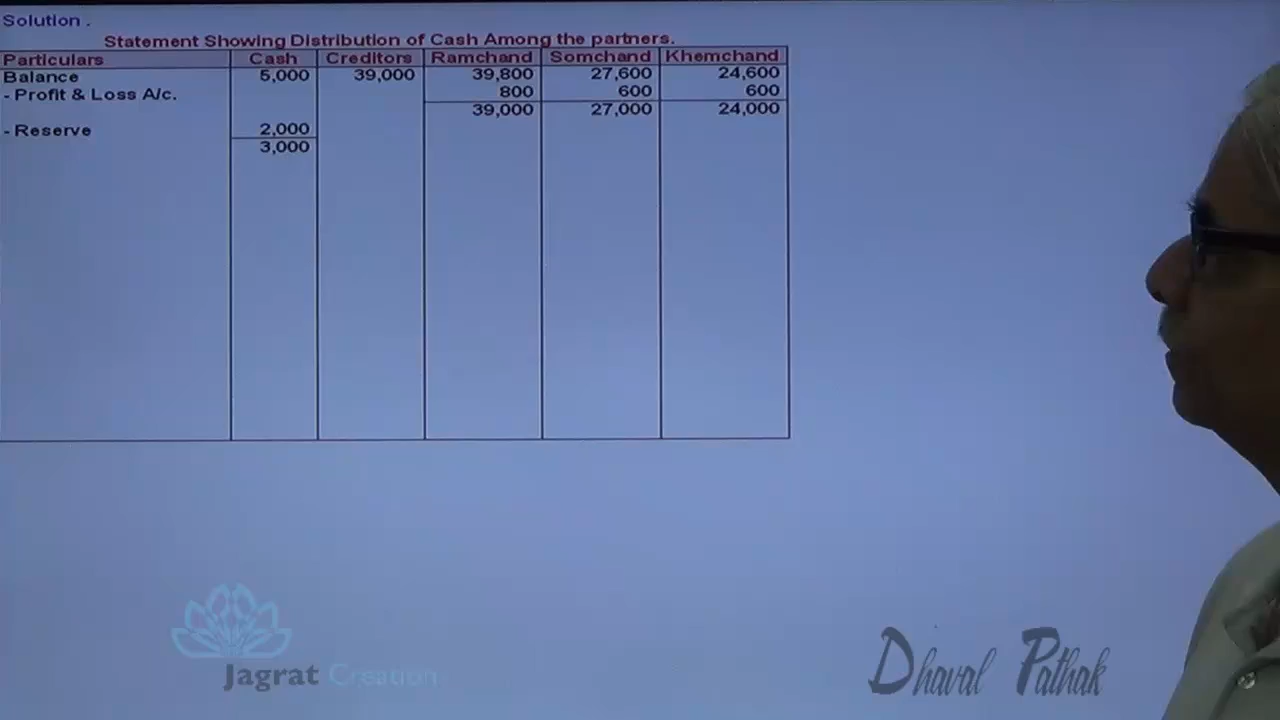 Solution .
Statement Showing Distribution of Cash Among the partners.
Particulars Cash Creditors Ramchand Somchand Khemchand
Balance 5,000 39,000 39,800 27,600 24,600
- Profit & Loss A/c. 800 600 600
39,000 27,000 24,000
- Reserve 2,000
3,000
Jagrat Creation
Dhaval Pathak